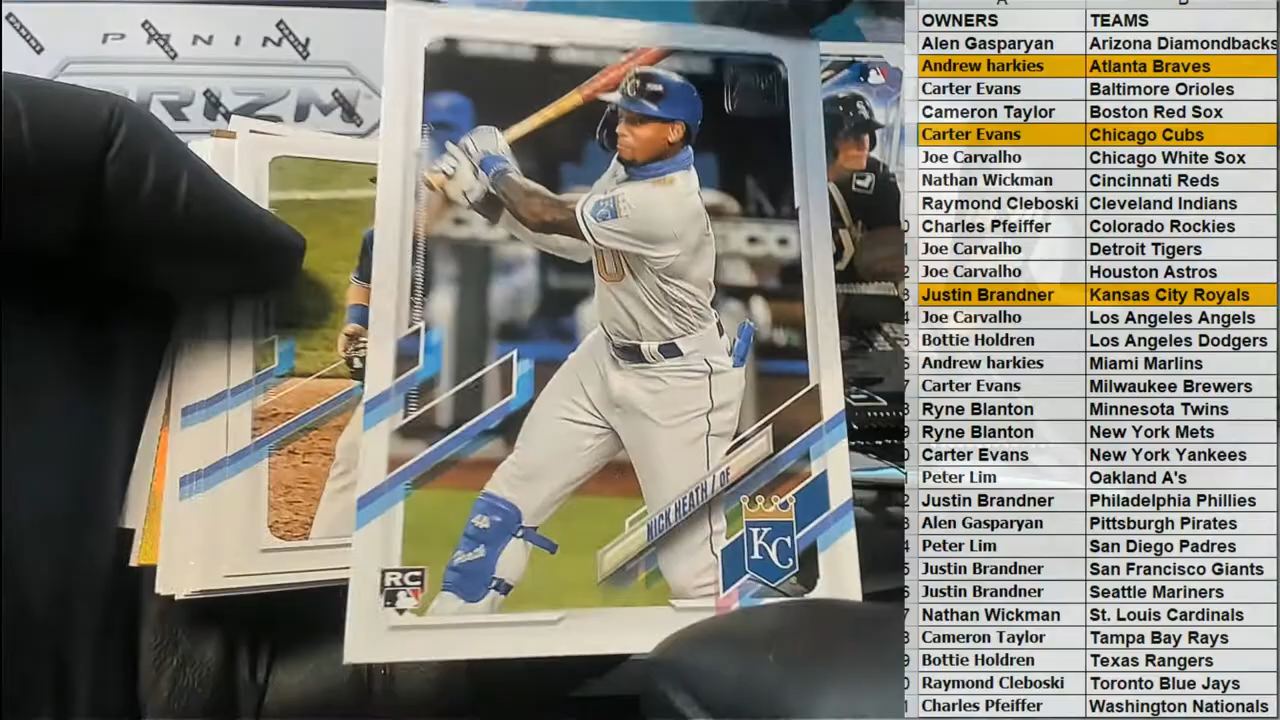 PANINI
PRIZM
PANINI
PANINI
PANINI
NICK HEATH / OF
KC
RC
A
B
OWNERS TEAMS
Alen Gasparyan Arizona Diamondbacks
Andrew harkies Atlanta Braves
Carter Evans Baltimore Orioles
Cameron Taylor Boston Red Sox
Carter Evans Chicago Cubs
Joe Carvalho Chicago White Sox
Nathan Wickman Cincinnati Reds
Raymond Cleboski Cleveland Indians
Charles Pfeiffer Colorado Rockies
Joe Carvalho Detroit Tigers
Joe Carvalho Houston Astros
Justin Brandner Kansas City Royals
Joe Carvalho Los Angeles Angels
Bottie Holdren Los Angeles Dodgers
Andrew harkies Miami Marlins
Carter Evans Milwaukee Brewers
Ryne Blanton Minnesota Twins
Ryne Blanton New York Mets
Carter Evans New York Yankees
Peter Lim Oakland A's
Justin Brandner Philadelphia Phillies
Alen Gasparyan Pittsburgh Pirates
Peter Lim San Diego Padres
Justin Brandner San Francisco Giants
Justin Brandner Seattle Mariners
Nathan Wickman St. Louis Cardinals
Cameron Taylor Tampa Bay Rays
Bottie Holdren Texas Rangers
Raymond Cleboski Toronto Blue Jays
Charles Pfeiffer Washington Nationals